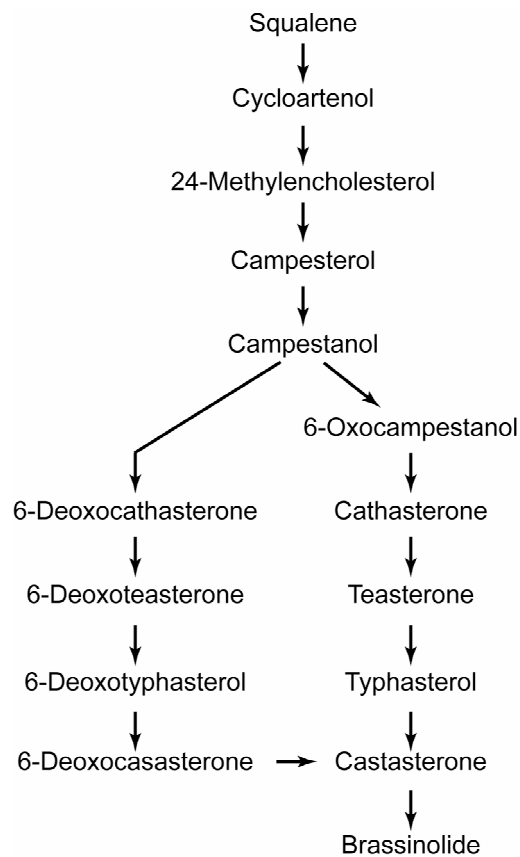 Squalene
Cycloartenol
24-Methylencholesterol
Campesterol
Campestanol
6-Oxocampestanol
6-Deoxocathasterone
Cathasterone
6-Deoxoteasterone
Teasterone
6-Deoxotyphasterol
Typhasterol
6-Deoxocasasterone
Castasterone
Brassinolide